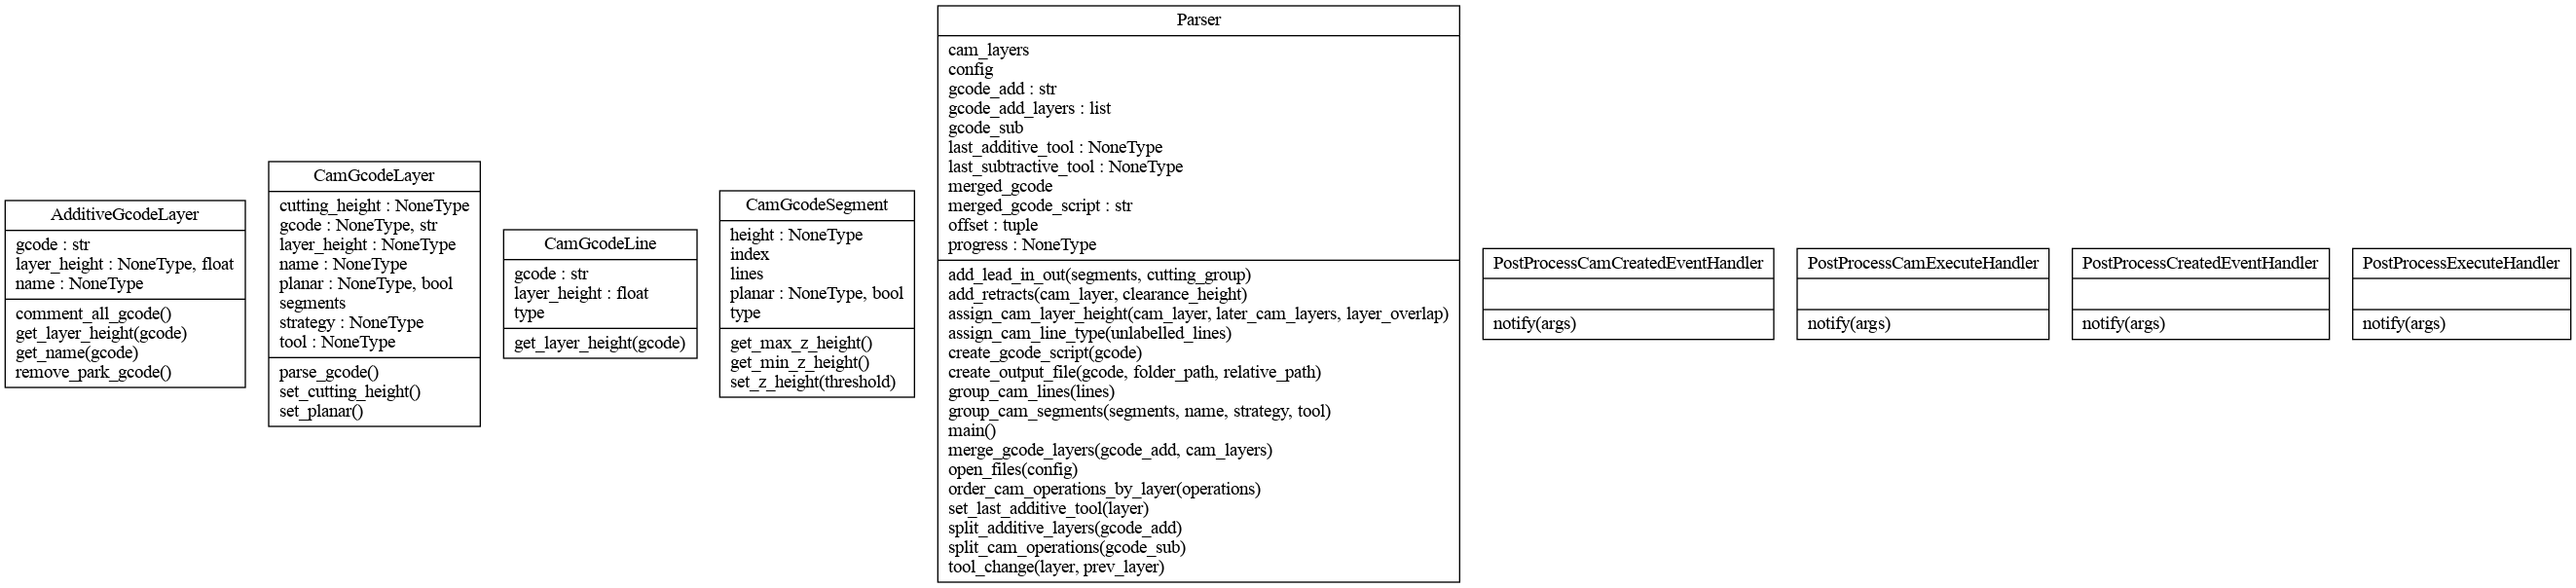 AdditiveGcodeLayer
gcode : str
layer_height : NoneType, float
name : NoneType
comment_all_gcode()
get_layer_height(gcode)
get_name(gcode)
remove_park_gcode()
CamGcodeLayer
cutting_height : NoneType
gcode : NoneType, str
layer_height : NoneType
name : NoneType
planar : NoneType, bool
segments
strategy : NoneType
tool : NoneType
parse_gcode()
set_cutting_height()
set_planar()
CamGcodeLine
gcode : str
layer_height : float
type
get_layer_height(gcode)
CamGcodeSegment
height : NoneType
index
lines
planar : NoneType, bool
type
get_max_z_height()
get_min_z_height()
set_z_height(threshold)
Parser
cam_layers
config
gcode_add : str
gcode_add_layers : list
gcode_sub
last_additive_tool : NoneType
last_subtractive_tool : NoneType
merged_gcode
merged_gcode_script : str
offset : tuple
progress : NoneType
add_lead_in_out(segments, cutting_group)
add_retracts(cam_layer, clearance_height)
assign_cam_layer_height(cam_layer, later_cam_layers, layer_overlap)
assign_cam_line_type(unlabelled_lines)
create_gcode_script(gcode)
create_output_file(gcode, folder_path, relative_path)
group_cam_lines(lines)
group_cam_segments(segments, name, strategy, tool)
main()
merge_gcode_layers(gcode_add, cam_layers)
open_files(config)
order_cam_operations_by_layer(operations)
set_last_additive_tool(layer)
split_additive_layers(gcode_add)
split_cam_operations(gcode_sub)
tool_change(layer, prev_layer)
PostProcessCamCreatedEventHandler
notify(args)
PostProcessCamExecuteHandler
notify(args)
PostProcessCreatedEventHandler
notify(args)
PostProcessExecuteHandler
notify(args)